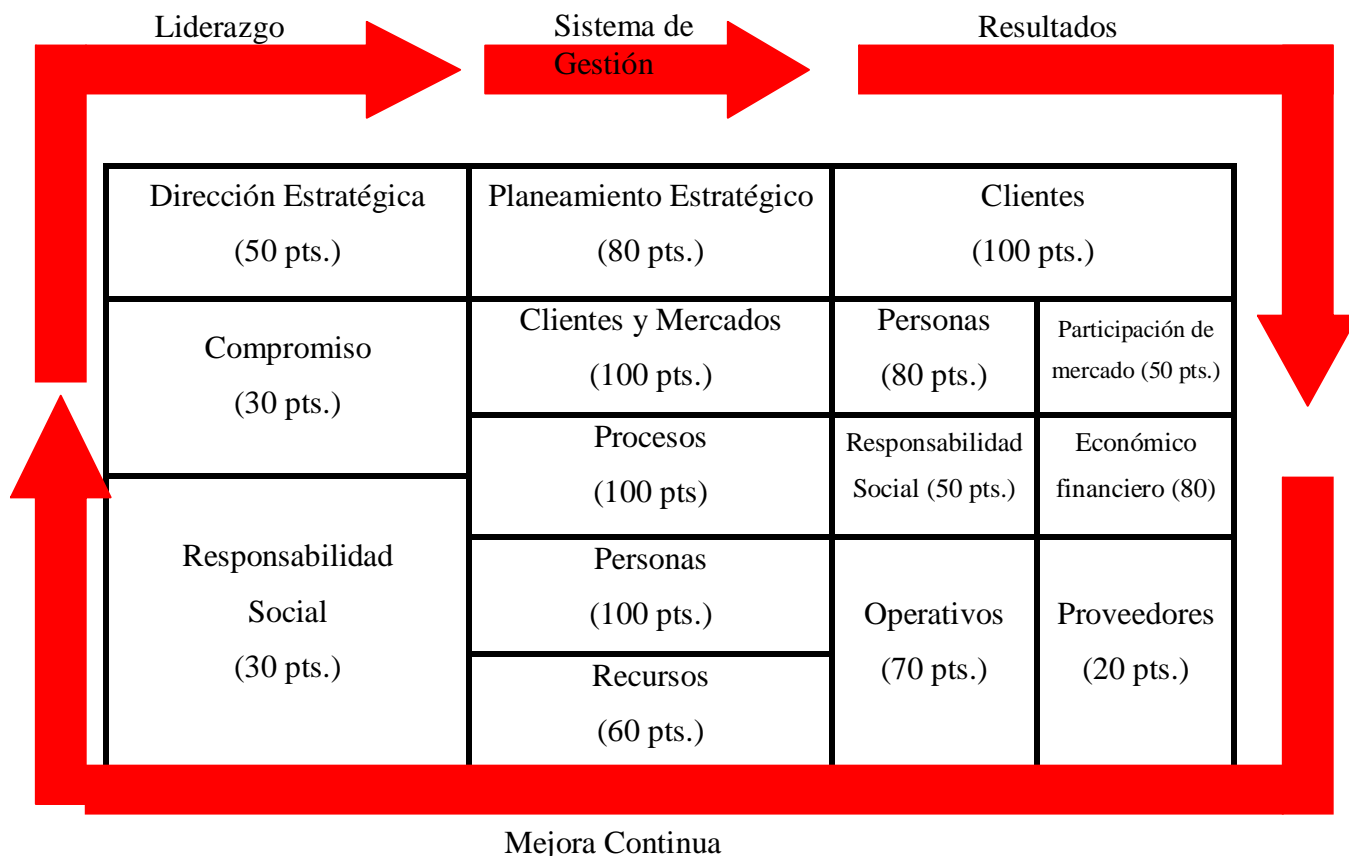 Liderazgo
Sistema de
Gestión
Resultados
Dirección Estratégica
(50 pts.)
Planeamiento Estratégico
(80 pts.)
Clientes
(100 pts.)
Compromiso
(30 pts.)
Clientes y Mercados
(100 pts.)
Personas
(80 pts.)
Participación de
mercado (50 pts.)
Procesos
(100 pts)
Responsabilidad
Social (50 pts.)
Económico
financiero (80)
Responsabilidad
Social
(30 pts.)
Personas
(100 pts.)
Operativos
(70 pts.)
Proveedores
(20 pts.)
Recursos
(60 pts.)
Mejora Continua